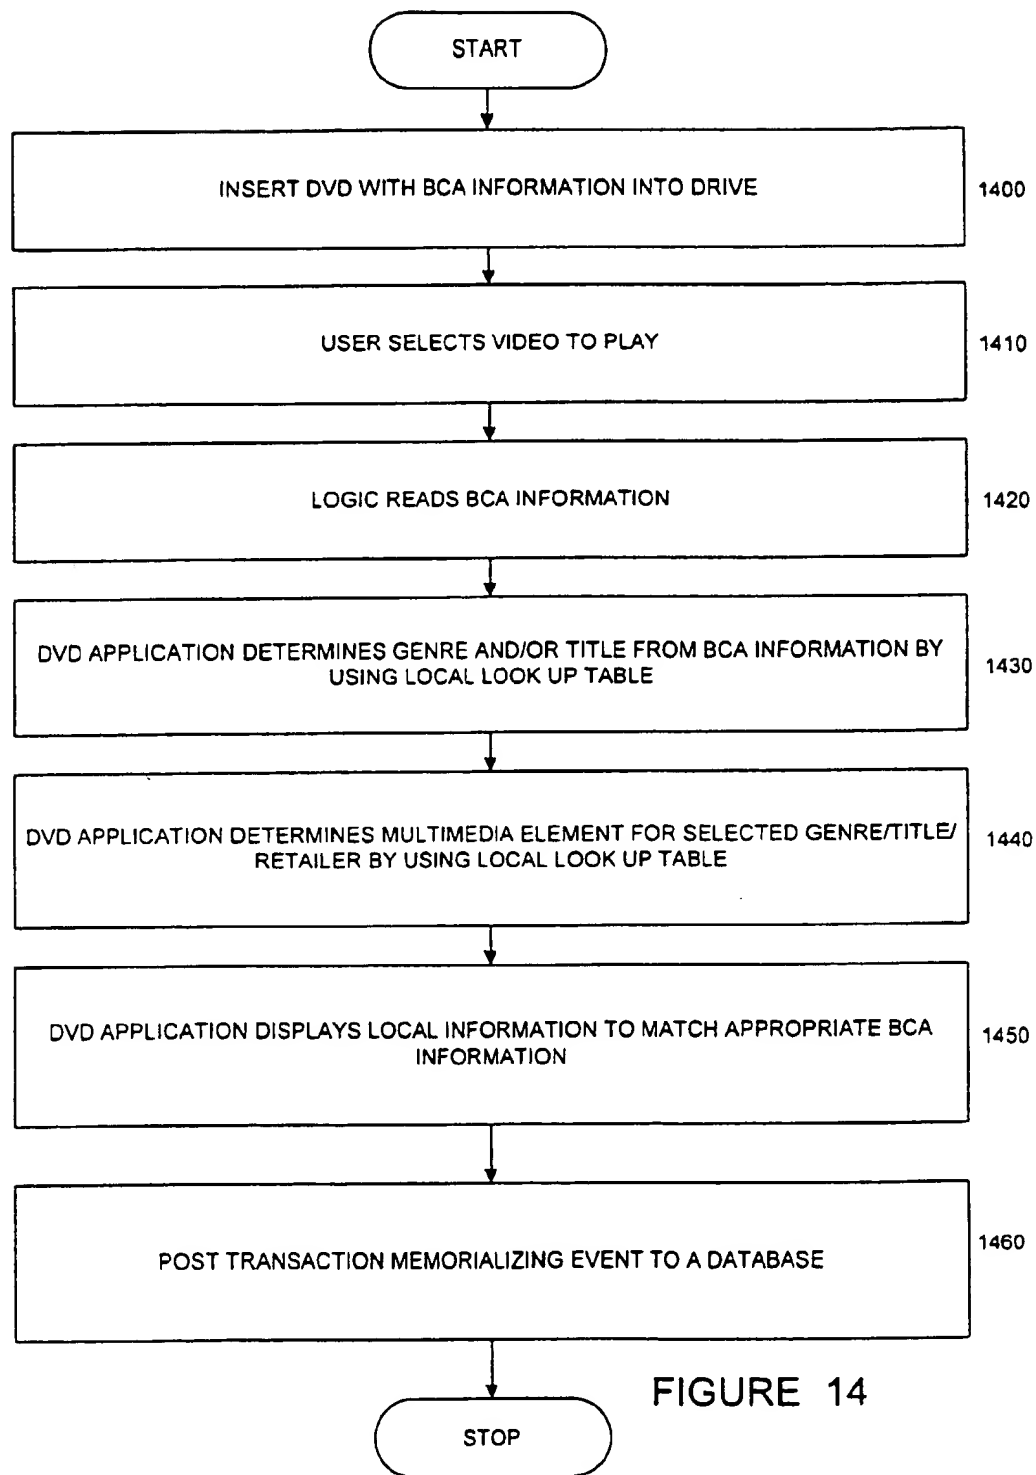 START
INSERT DVD WITH BCA INFORMATION INTO DRIVE
1400
USER SELECTS VIDEO TO PLAY
1410
LOGIC READS BCA INFORMATION
1420
DVD APPLICATION DETERMINES GENRE AND/OR TITLE FROM BCA INFORMATION BY
USING LOCAL LOOK UP TABLE
1430
DVD APPLICATION DETERMINES MULTIMEDIA ELEMENT FOR SELECTED GENRE/TITLE/
RETAILER BY USING LOCAL LOOK UP TABLE
1440
DVD APPLICATION DISPLAYS LOCAL INFORMATION TO MATCH APPROPRIATE BCA
INFORMATION
1450
POST TRANSACTION MEMORIALIZING EVENT TO A DATABASE
1460
FIGURE 14
STOP